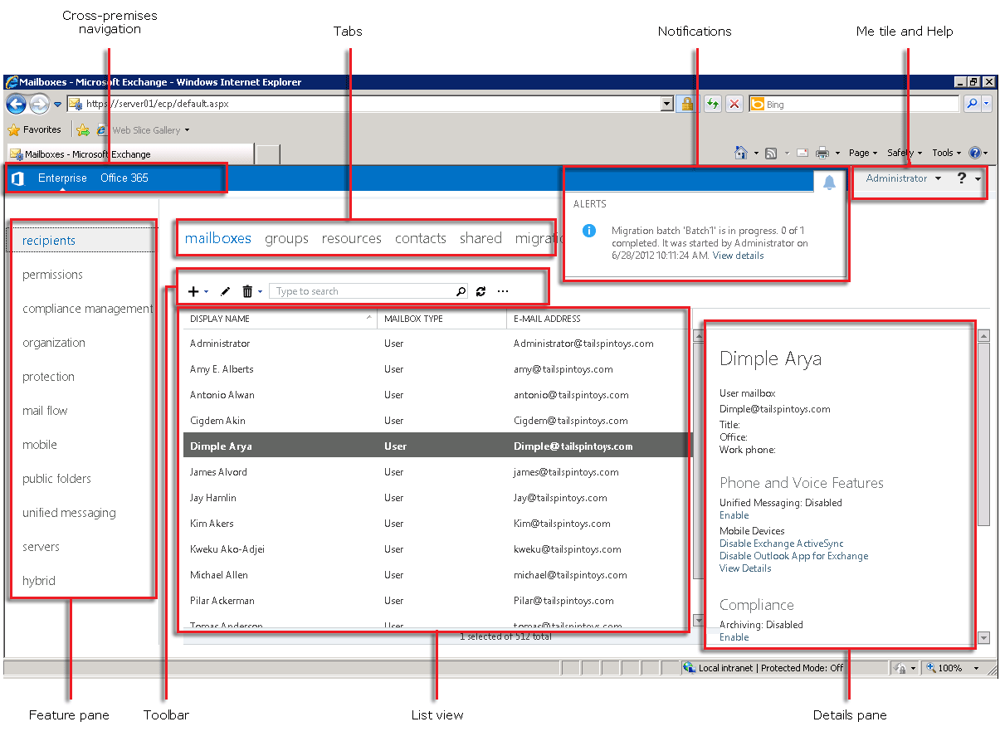 Cross-premises
navigation
Tabs
Notifications
Me tile and Help
Mailboxes - Microsoft Exchange - Windows Internet Explorer
https://server01/ecp/default.aspx
Bing
Favorites
Web Slice Gallery
Mailboxes - Microsoft Exchange
Page
Safety
Tools
Enterprise
Office 365
Administrator
?
ALERTS
Migration batch 'Batch1' is in progress. 0 of 1
completed. It was started by Administrator on
6/28/2012 10:11:24 AM. View details
recipients
permissions
compliance management
organization
protection
mail flow
mobile
public folders
unified messaging
servers
hybrid
mailboxes groups resources contacts shared migratio
Type to search
DISPLAY NAME MAILBOX TYPE E-MAIL ADDRESS
Administrator User Administrator@tailspintoys.com
Amy E. Alberts User amy@tailspintoys.com
Antonio Alwan User antonio@tailspintoys.com
Cigdem Akin User Cigdem@tailspintoys.com
Dimple Arya User Dimple@tailspintoys.com
James Alvord User james@tailspintoys.com
Jay Hamlin User Jay@tailspintoys.com
Kim Akers User Kim@tailspintoys.com
Kweku Ako-Adjei User kweku@tailspintoys.com
Michael Allen User michael@tailspintoys.com
Pilar Ackerman User Pilar@tailspintoys.com
Tomas Anderson User tomas@tailspintoys.com
1 selected of 512 total
Dimple Arya
User mailbox
Dimple@tailspintoys.com
Title:
Office:
Work phone:
Phone and Voice Features
Unified Messaging: Disabled
Enable
Mobile Devices
Disable Exchange ActiveSync
Disable Outlook App for Exchange
View Details
Compliance
Archiving: Disabled
Enable
Local intranet | Protected Mode: Off
100%
Feature pane
Toolbar
List view
Details pane